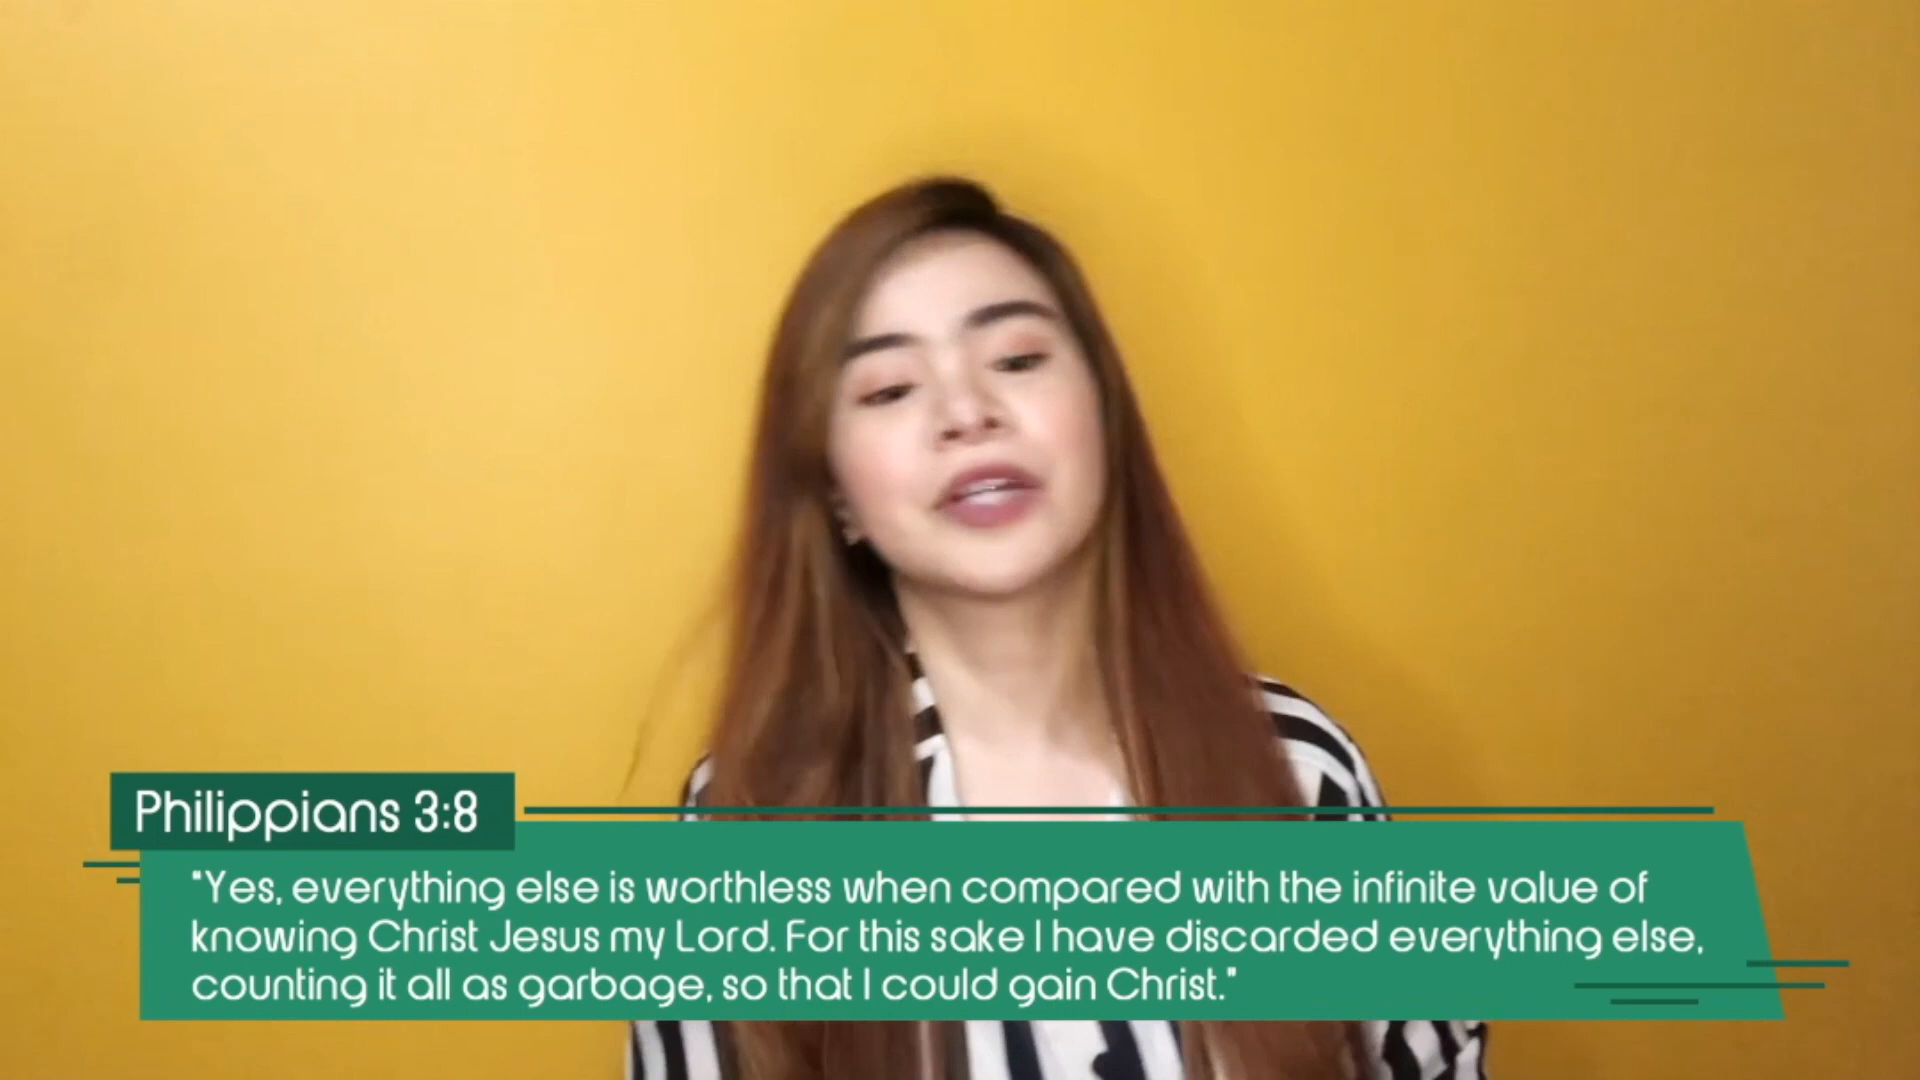 Philippians 3:8
"Yes, everything else is worthless when compared with the infinite value of
knowing Christ Jesus my Lord. For this sake I have discarded everything else,
counting it all as garbage, so that I could gain Christ."